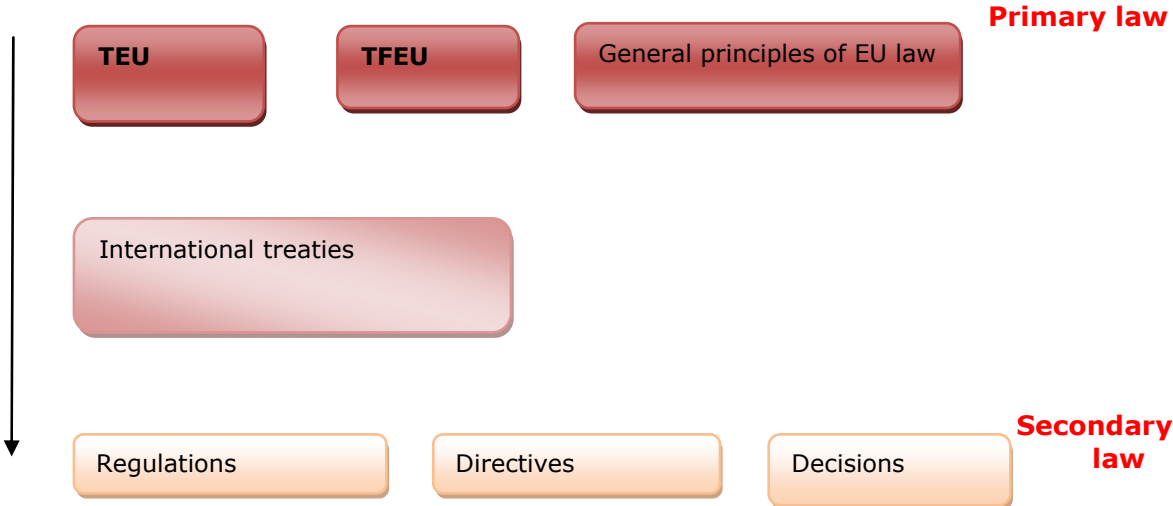 Primary law
TEU
TFEU
General principles of EU law
International treaties
Secondary
law
Regulations
Directives
Decisions